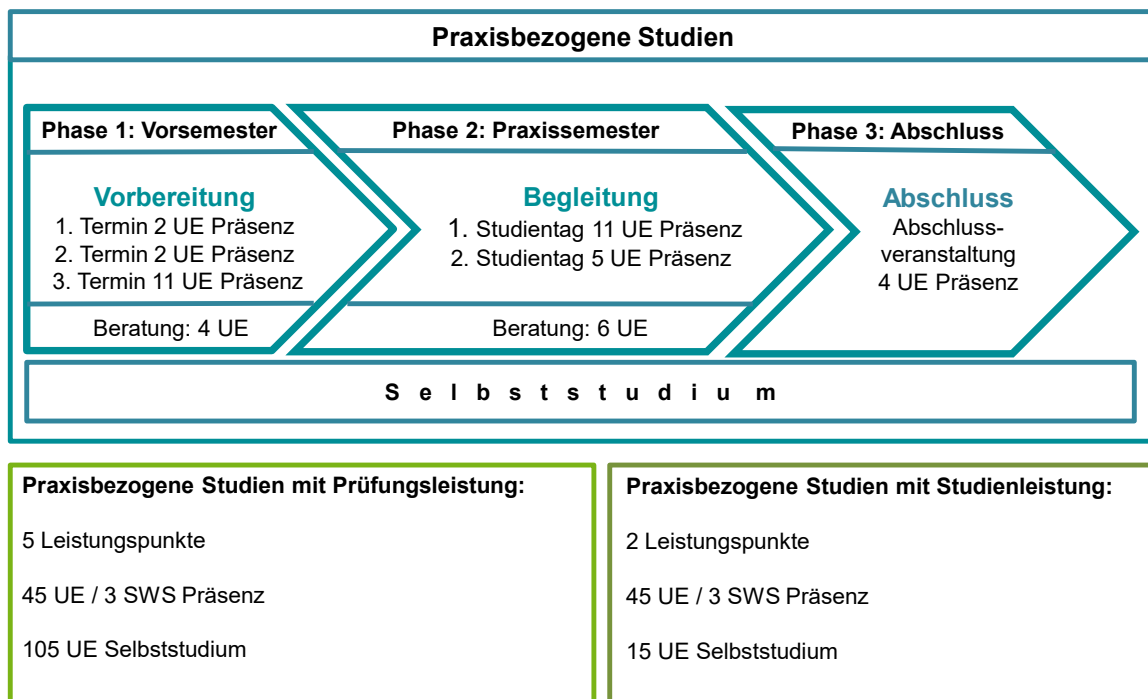 Praxisbezogene Studien
Phase 1: Vorsemester
Vorbereitung
1. Termin 2 UE Präsenz
2. Termin 2 UE Präsenz
3. Termin 11 UE Präsenz
Beratung: 4 UE
Phase 2: Praxissemester
Begleitung
1. Studientag 11 UE Präsenz
2. Studientag 5 UE Präsenz
Beratung: 6 UE
Phase 3: Abschluss
Abschluss
Abschluss-
veranstaltung
4 UE Präsenz
S e l b s t s t u d i u m
Praxisbezogene Studien mit Prüfungsleistung:
5 Leistungspunkte
45 UE / 3 SWS Präsenz
105 UE Selbststudium
Praxisbezogene Studien mit Studienleistung:
2 Leistungspunkte
45 UE / 3 SWS Präsenz
15 UE Selbststudium